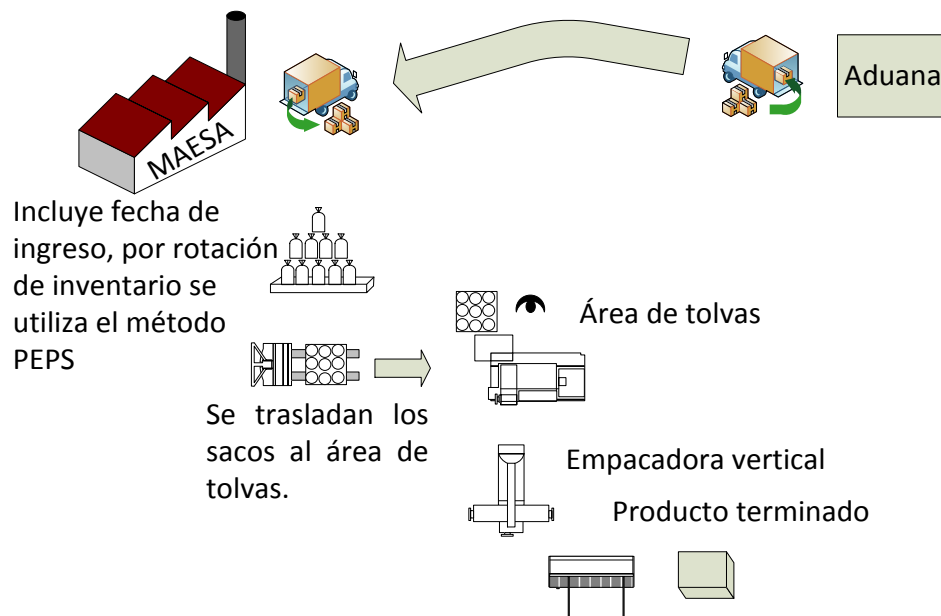 Aduana
MAESA
Incluye fecha de
ingreso, por rotación
de inventario se
utiliza el método
PEPS
Área de tolvas
Se trasladan los
sacos al área de
tolvas.
Empacadora vertical
Producto terminado